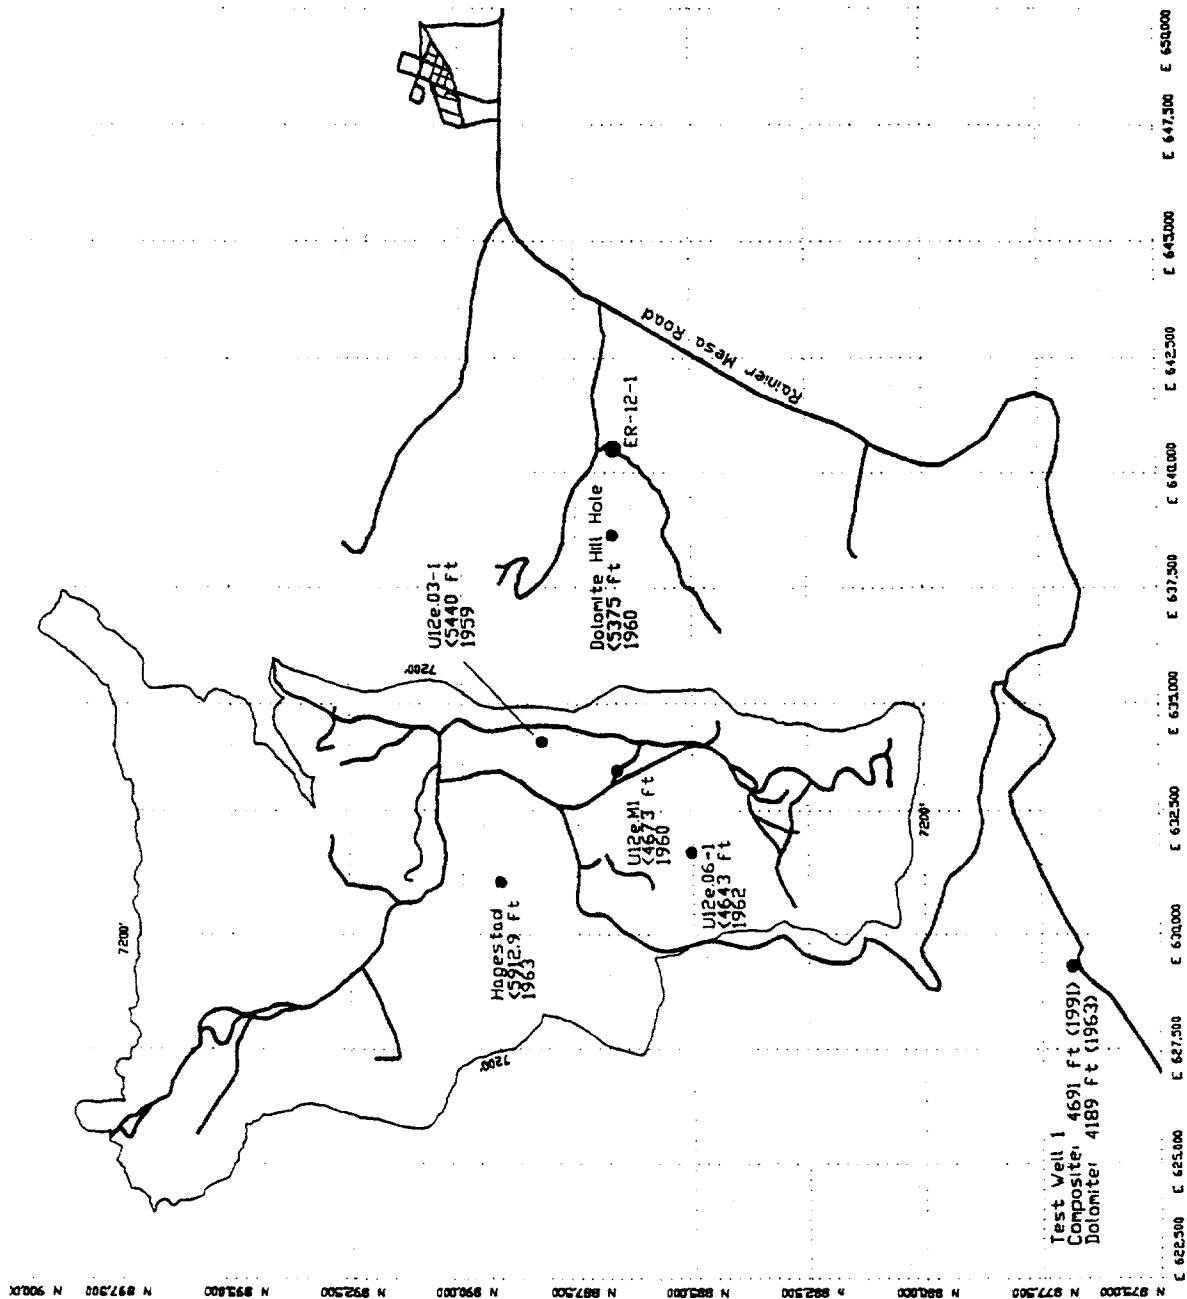 Rainier Mesa Road
ER-12-1
Dolomite Hill Hole
<5375 ft
1960
U12e.03-1
<5440 ft
1959
7200'
7200'
7200'
7200'
Hagestad
<5912.9 ft
1963
U12e.M1
<4673 ft
1960
U12e.06-1
<4643 ft
1962
Test Well 1
Composite: 4691 ft (1991)
Dolomite: 4189 ft (1963)
E 622,500
E 625,000
E 627,500
E 630,000
E 632,500
E 635,000
E 637,500
E 640,000
E 642,500
E 645,000
E 647,500
E 650,000
N 897,500
N 895,000
N 892,500
N 890,000
N 887,500
N 885,000
N 882,500
N 880,000
N 877,500
N 875,000